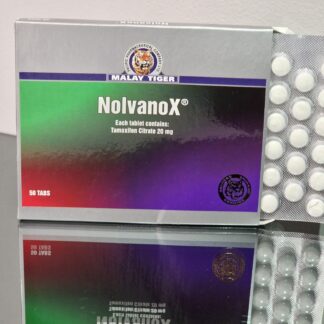 MALAY TIGER
NolvanoX®
Each tablet contains:
Tamoxifen Citrate 20 mg
50 TABS